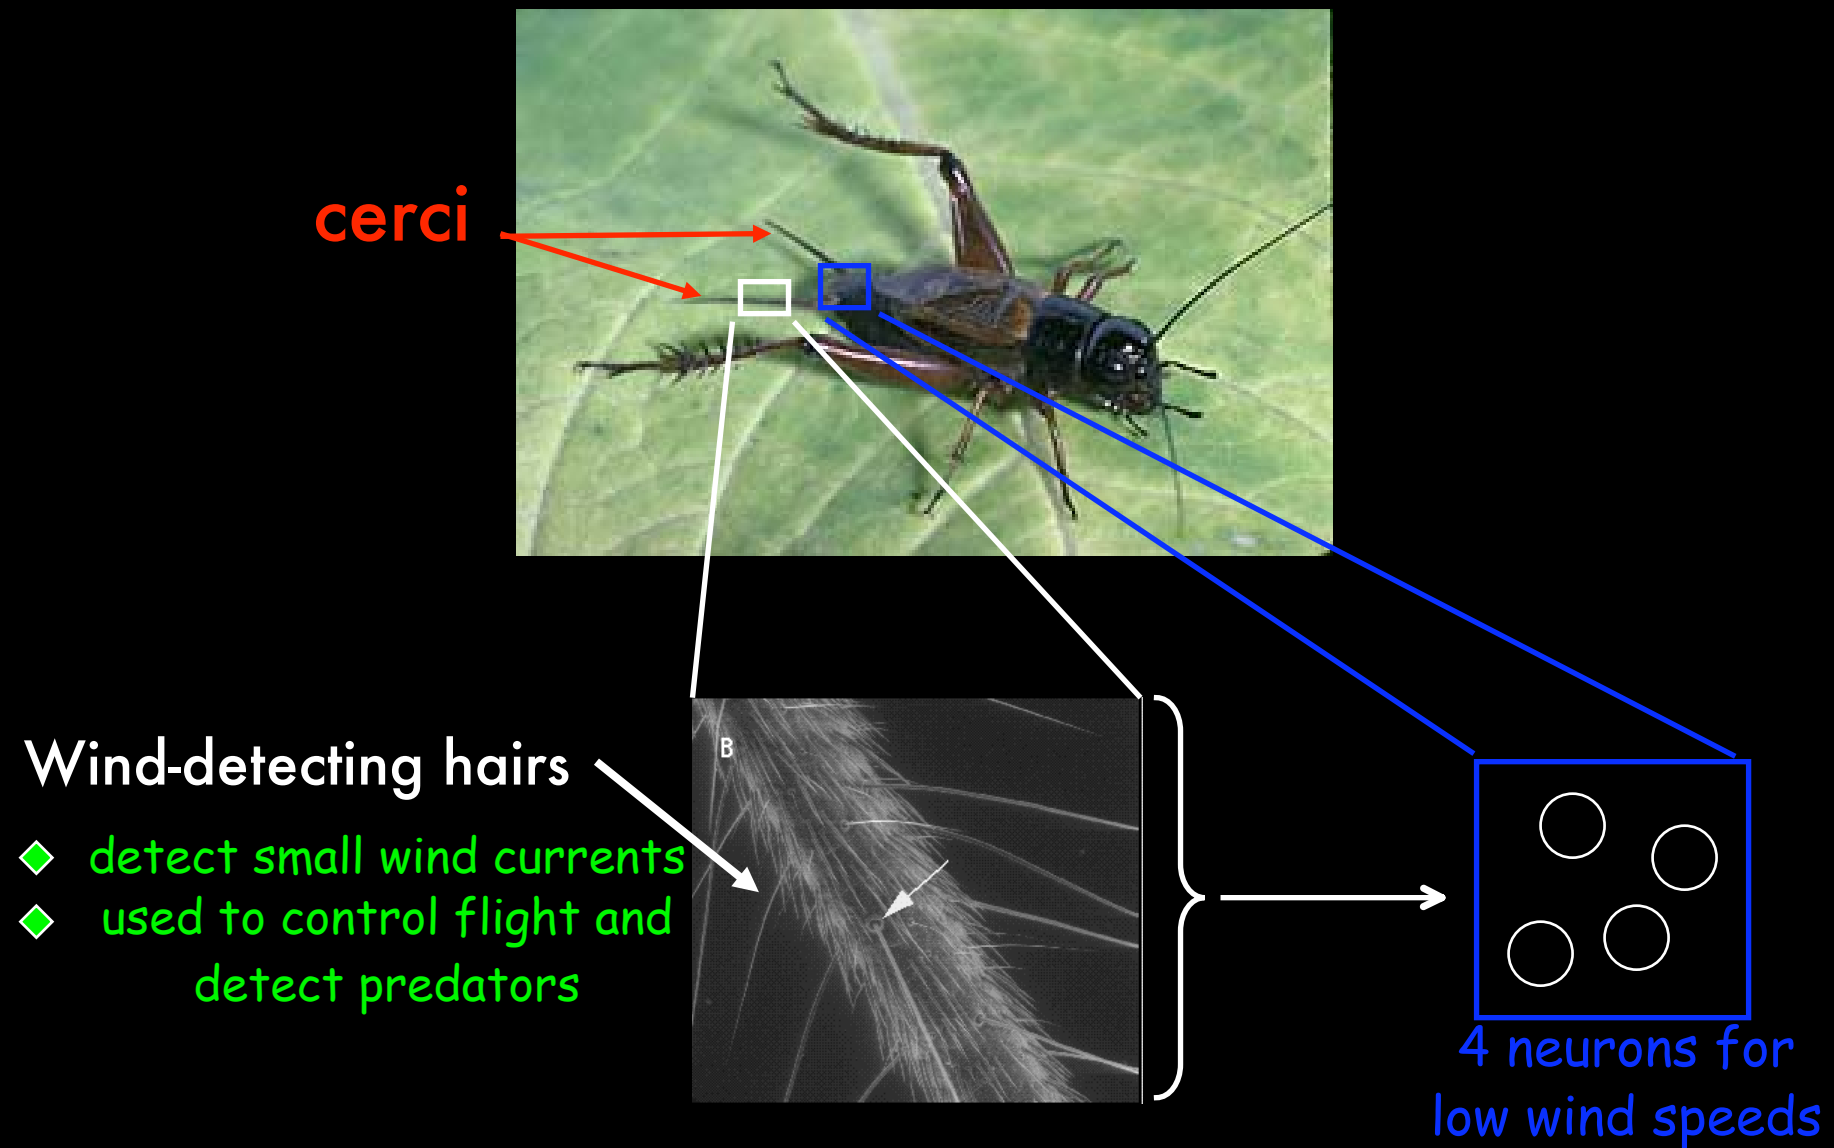 cerci
Wind-detecting hairs
detect small wind currents
used to control flight and
detect predators
B
4 neurons for
low wind speeds